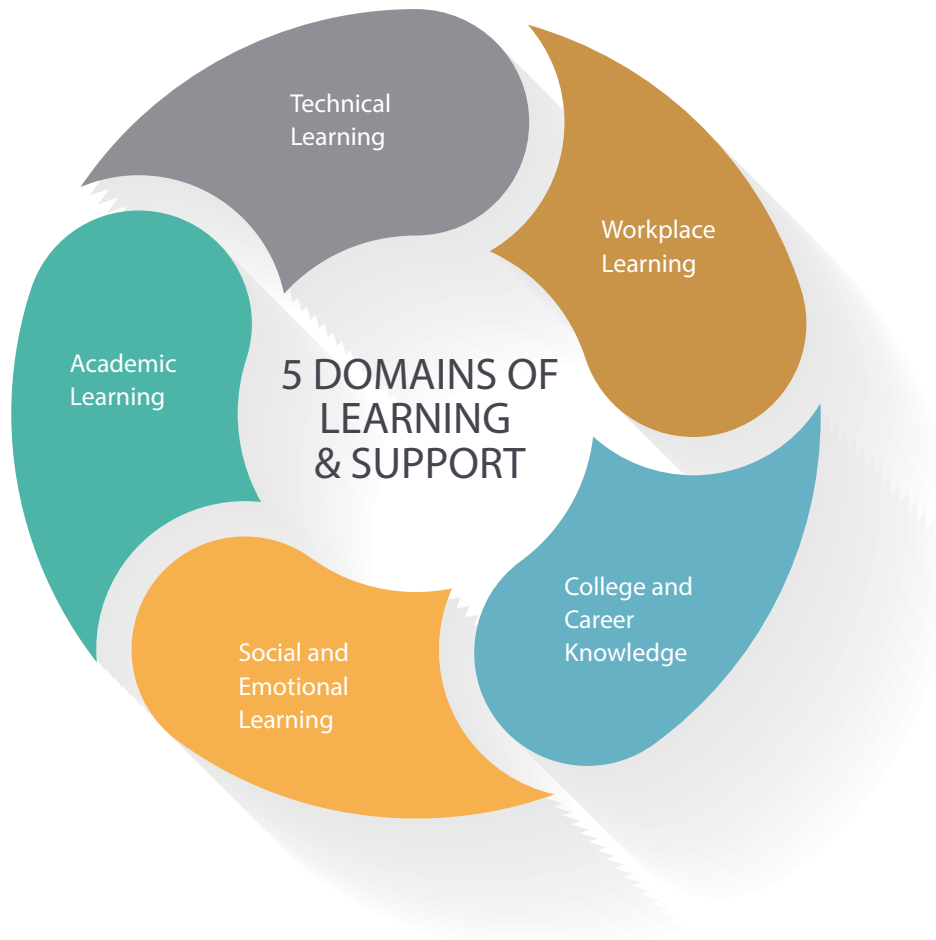 Technical
Learning
Workplace
Learning
Academic
Learning
5 DOMAINS OF
LEARNING
& SUPPORT
College and
Career
Knowledge
Social and
Emotional
Learning